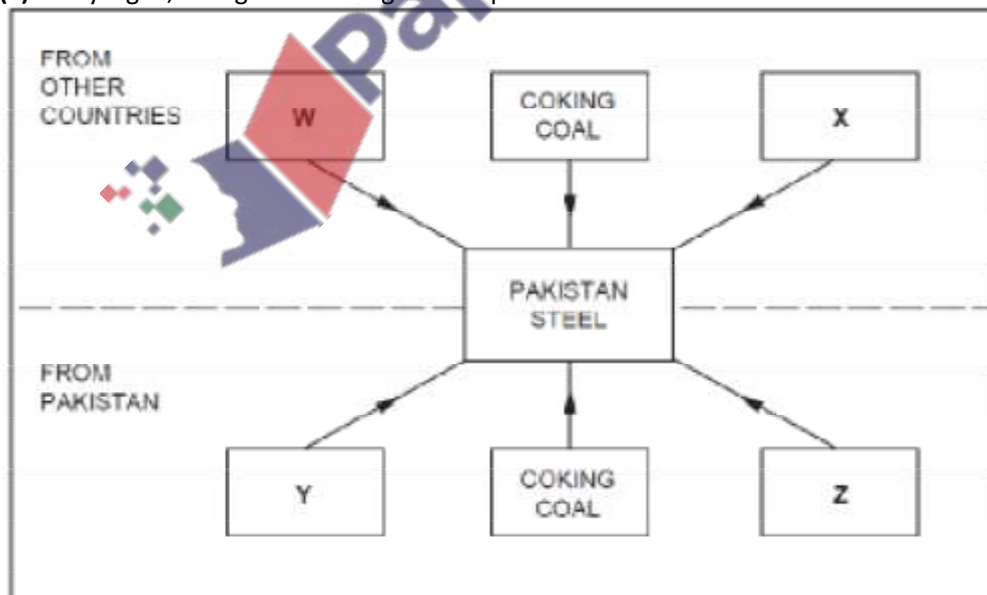 FROM
OTHER
COUNTRIES
W
COKING
COAL
X
PAKISTAN
STEEL
FROM
PAKISTAN
Y
COKING
COAL
Z